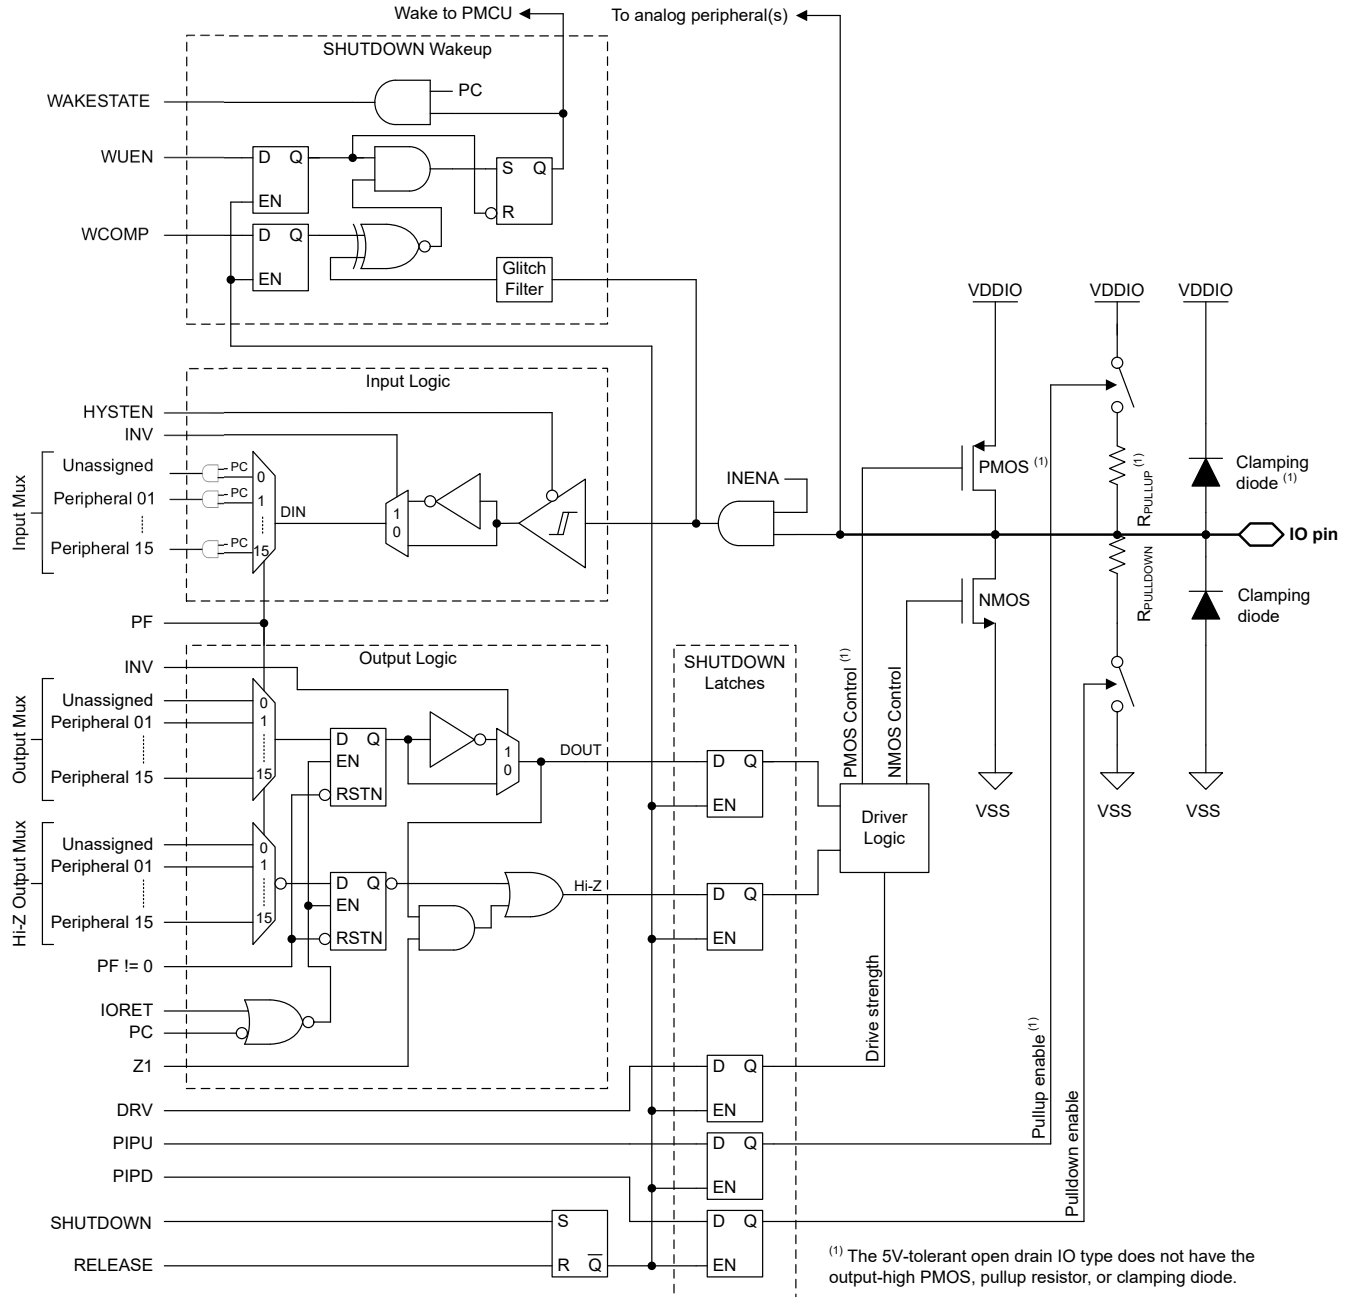 Wake to PMCU
To analog peripheral(s)
SHUTDOWN Wakeup
WAKESTATE
PC
WUEN
D Q
EN
S Q
R
WCOMP
D Q
EN
Glitch
Filter
VDDIO
VDDIO
VDDIO
Input Logic
HYSTEN
INV
Input Mux
Unassigned
PC
0
Peripheral 01
PC
1
Peripheral 15
PC
15
DIN
1
0
INENA
PMOS (1)
RPULLUP (1)
Clamping
diode (1)
IO pin
RPULLDOWN
NMOS
Clamping
diode
PF
Output Logic
INV
Output Mux
Unassigned
0
Peripheral 01
1
Peripheral 15
15
D Q
EN
RSTN
1
0
DOUT
SHUTDOWN
Latches
D Q
EN
PMOS Control (1)
NMOS Control
Driver
Logic
VSS
VSS
VSS
Hi-Z Output Mux
Unassigned
0
Peripheral 01
1
Peripheral 15
15
D Q
EN
RSTN
Hi-Z
D Q
EN
PF != 0
IORET
PC
Z1
Drive strength
D Q
EN
DRV
PIPU
D Q
EN
Pullup enable (1)
PIPD
Pulldown enable
SHUTDOWN
S
D Q
RELEASE
R Q
EN
(1) The 5V-tolerant open drain IO type does not have the
output-high PMOS, pullup resistor, or clamping diode.